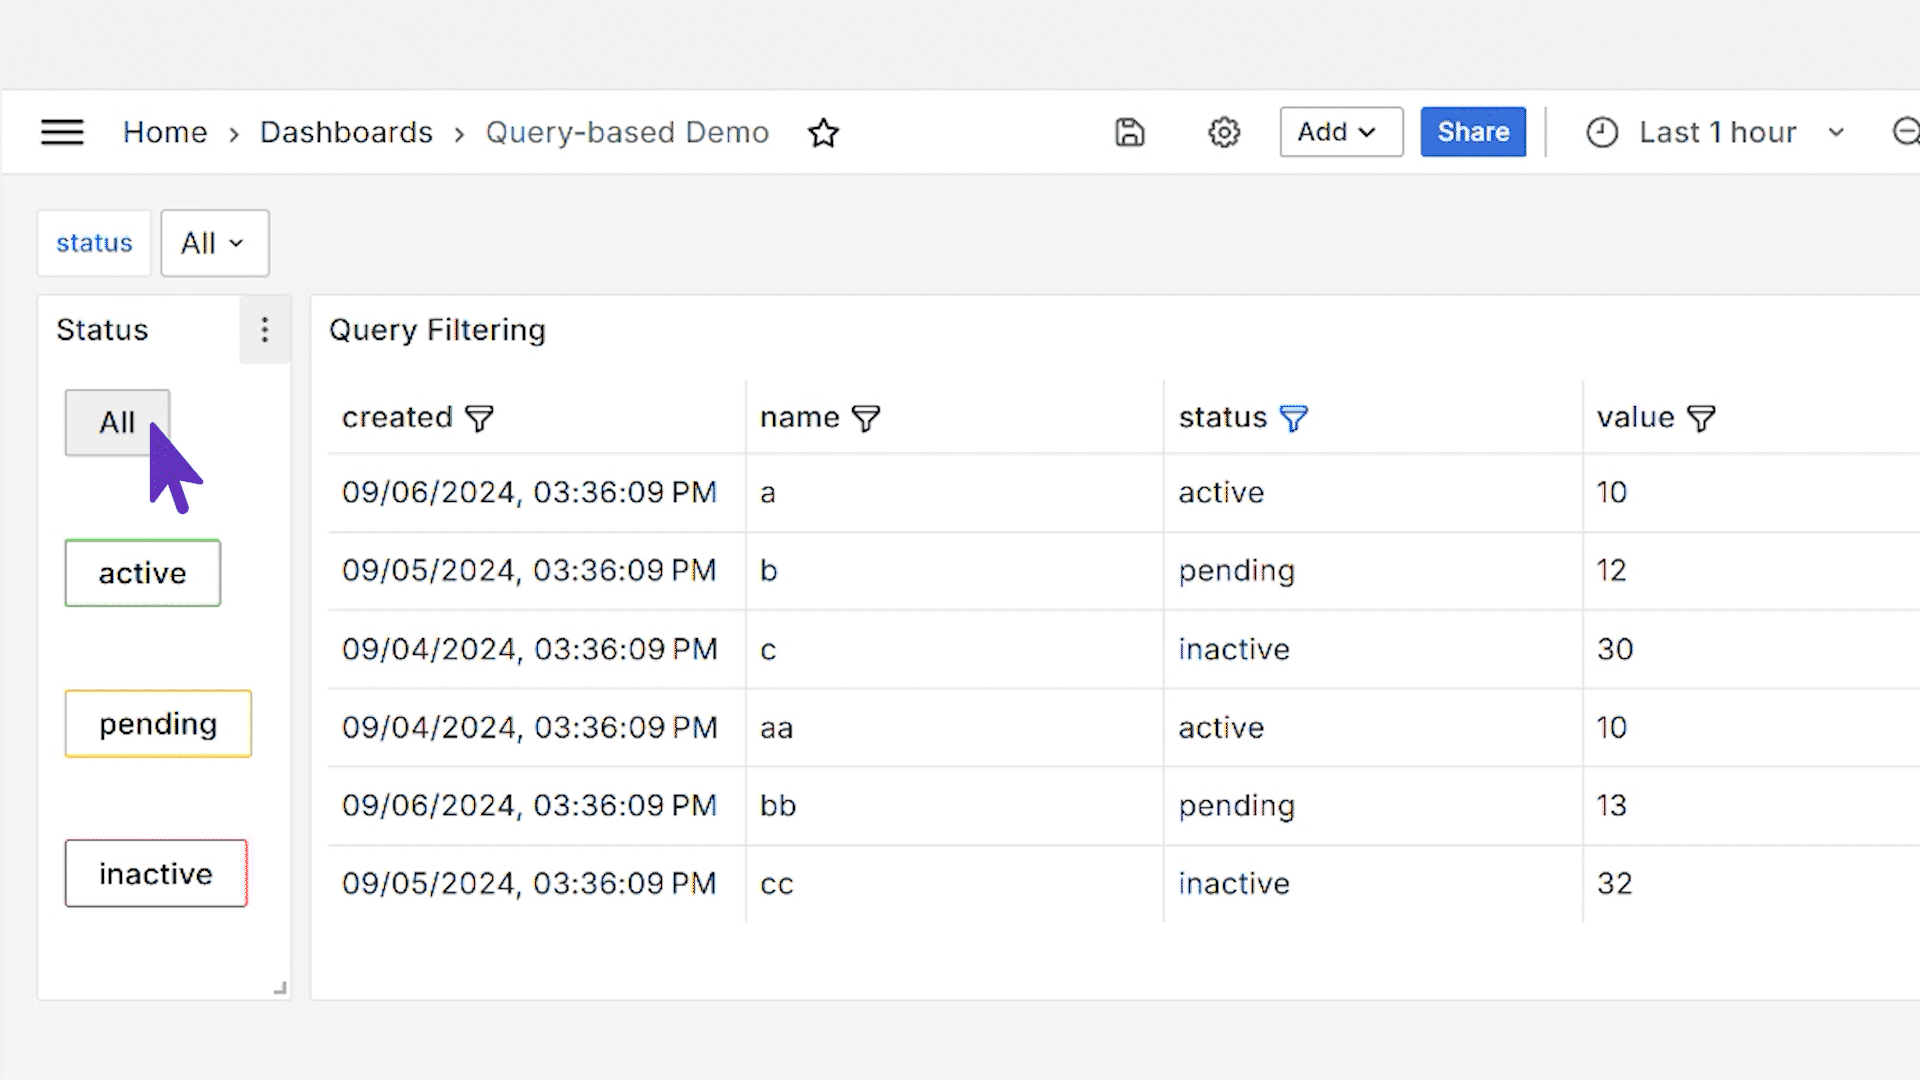 Home > Dashboards > Query-based Demo
Add
Share
Last 1 hour
status
All
Status
All
active
pending
inactive
Query Filtering
created name status value
09/06/2024, 03:36:09 PM a active 10
09/05/2024, 03:36:09 PM b pending 12
09/04/2024, 03:36:09 PM c inactive 30
09/04/2024, 03:36:09 PM aa active 10
09/06/2024, 03:36:09 PM bb pending 13
09/05/2024, 03:36:09 PM cc inactive 32